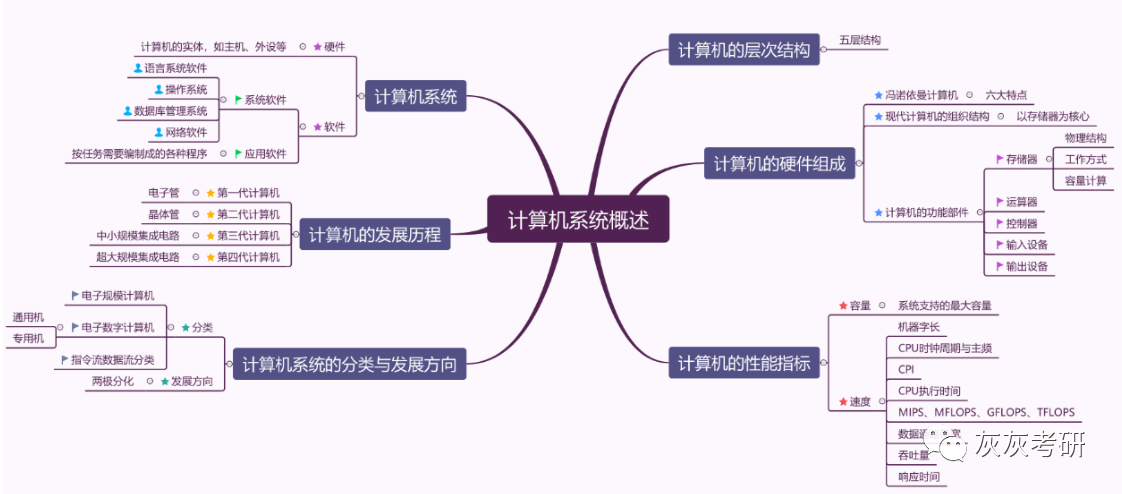 计算机系统概述
计算机系统
硬件
计算机的实体，如主机、外设等
软件
系统软件
语言系统软件
操作系统
数据库管理系统
网络软件
应用软件
按任务需要编制成的各种程序
计算机的发展历程
第一代计算机
电子管
第二代计算机
晶体管
第三代计算机
中小规模集成电路
第四代计算机
超大规模集成电路
计算机系统的分类与发展方向
分类
电子规模计算机
电子数字计算机
通用机
专用机
指令流数据流分类
发展方向
两极分化
计算机的层次结构
五层结构
计算机的硬件组成
冯诺依曼计算机
六大特点
现代计算机的组织结构
以存储器为核心
计算机的功能部件
存储器
物理结构
工作方式
容量计算
运算器
控制器
输入设备
输出设备
计算机的性能指标
容量
系统支持的最大容量
速度
机器字长
CPU时钟周期与主频
CPI
CPU执行时间
MIPS、MFLOPS、GFLOPS、TFLOPS
数据
吞吐量
响应时间
灰灰考研